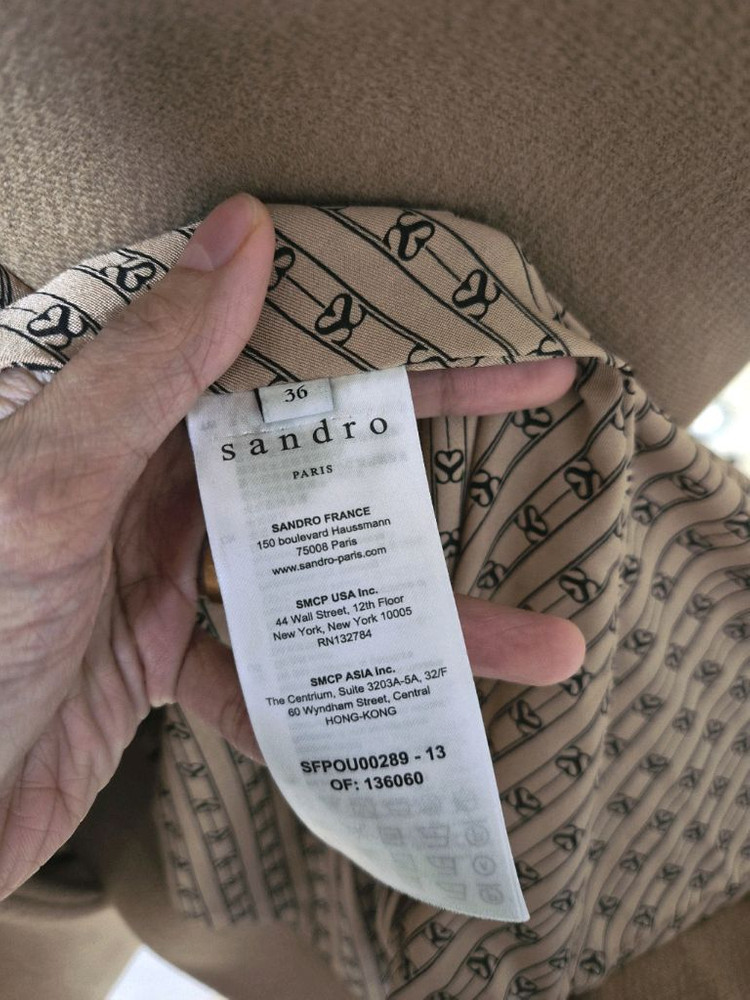 36
sandro
PARIS
SANDRO FRANCE
150 boulevard Haussmann
75008 Paris
www.sandro-paris.com
SMCP USA Inc.
44 Wall Street, 12th Floor
New York, New York 10005
RN132784
SMCP ASIA Inc.
The Centrium, Suite 3203A-5A, 32/F
60 Wyndham Street, Central
HONG-KONG
SFPOU00289 - 13
OF: 136060